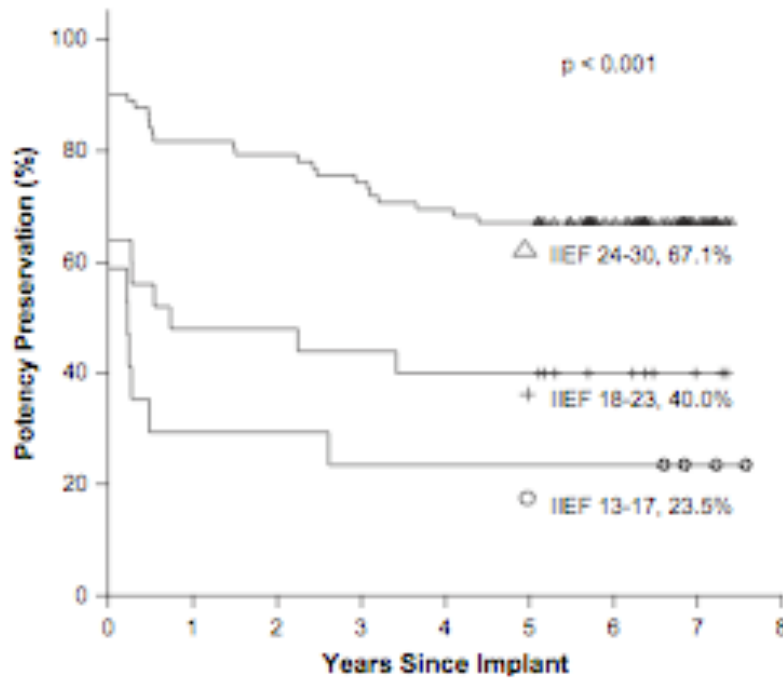 Potency Preservation (%)
100
80
60
40
20
0
p < 0.001
IIEF 24-30, 67.1%
IIEF 18-23, 40.0%
IIEF 13-17, 23.5%
0 1 2 3 4 5 6 7 8
Years Since Implant